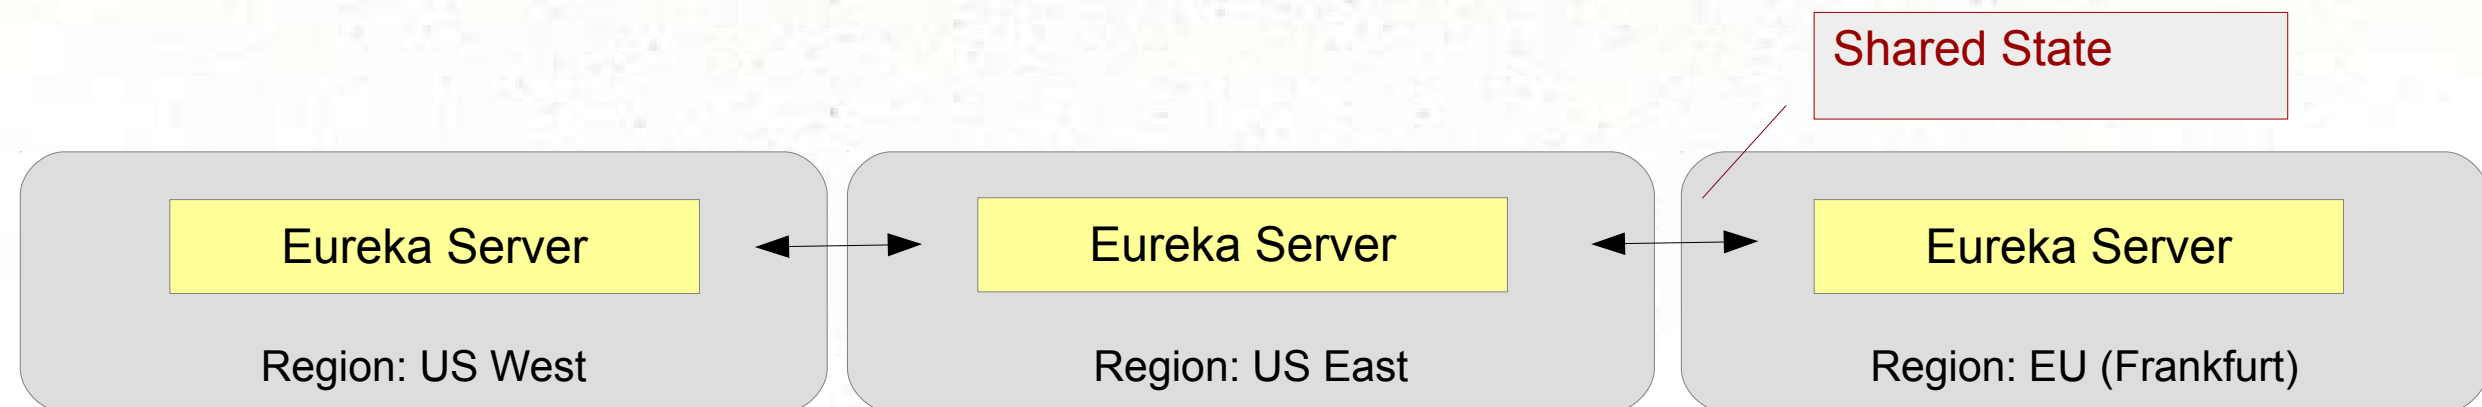 Shared State
Eureka Server
Eureka Server
Eureka Server
Region: US West
Region: US East
Region: EU (Frankfurt)